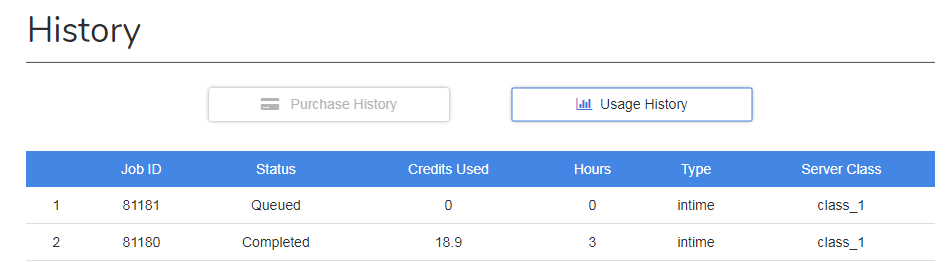 History
Purchase History Usage History
Job ID Status Credits Used Hours Type Server Class
1 81181 Queued 0 0 intime class_1
2 81180 Completed 18.9 3 intime class_1